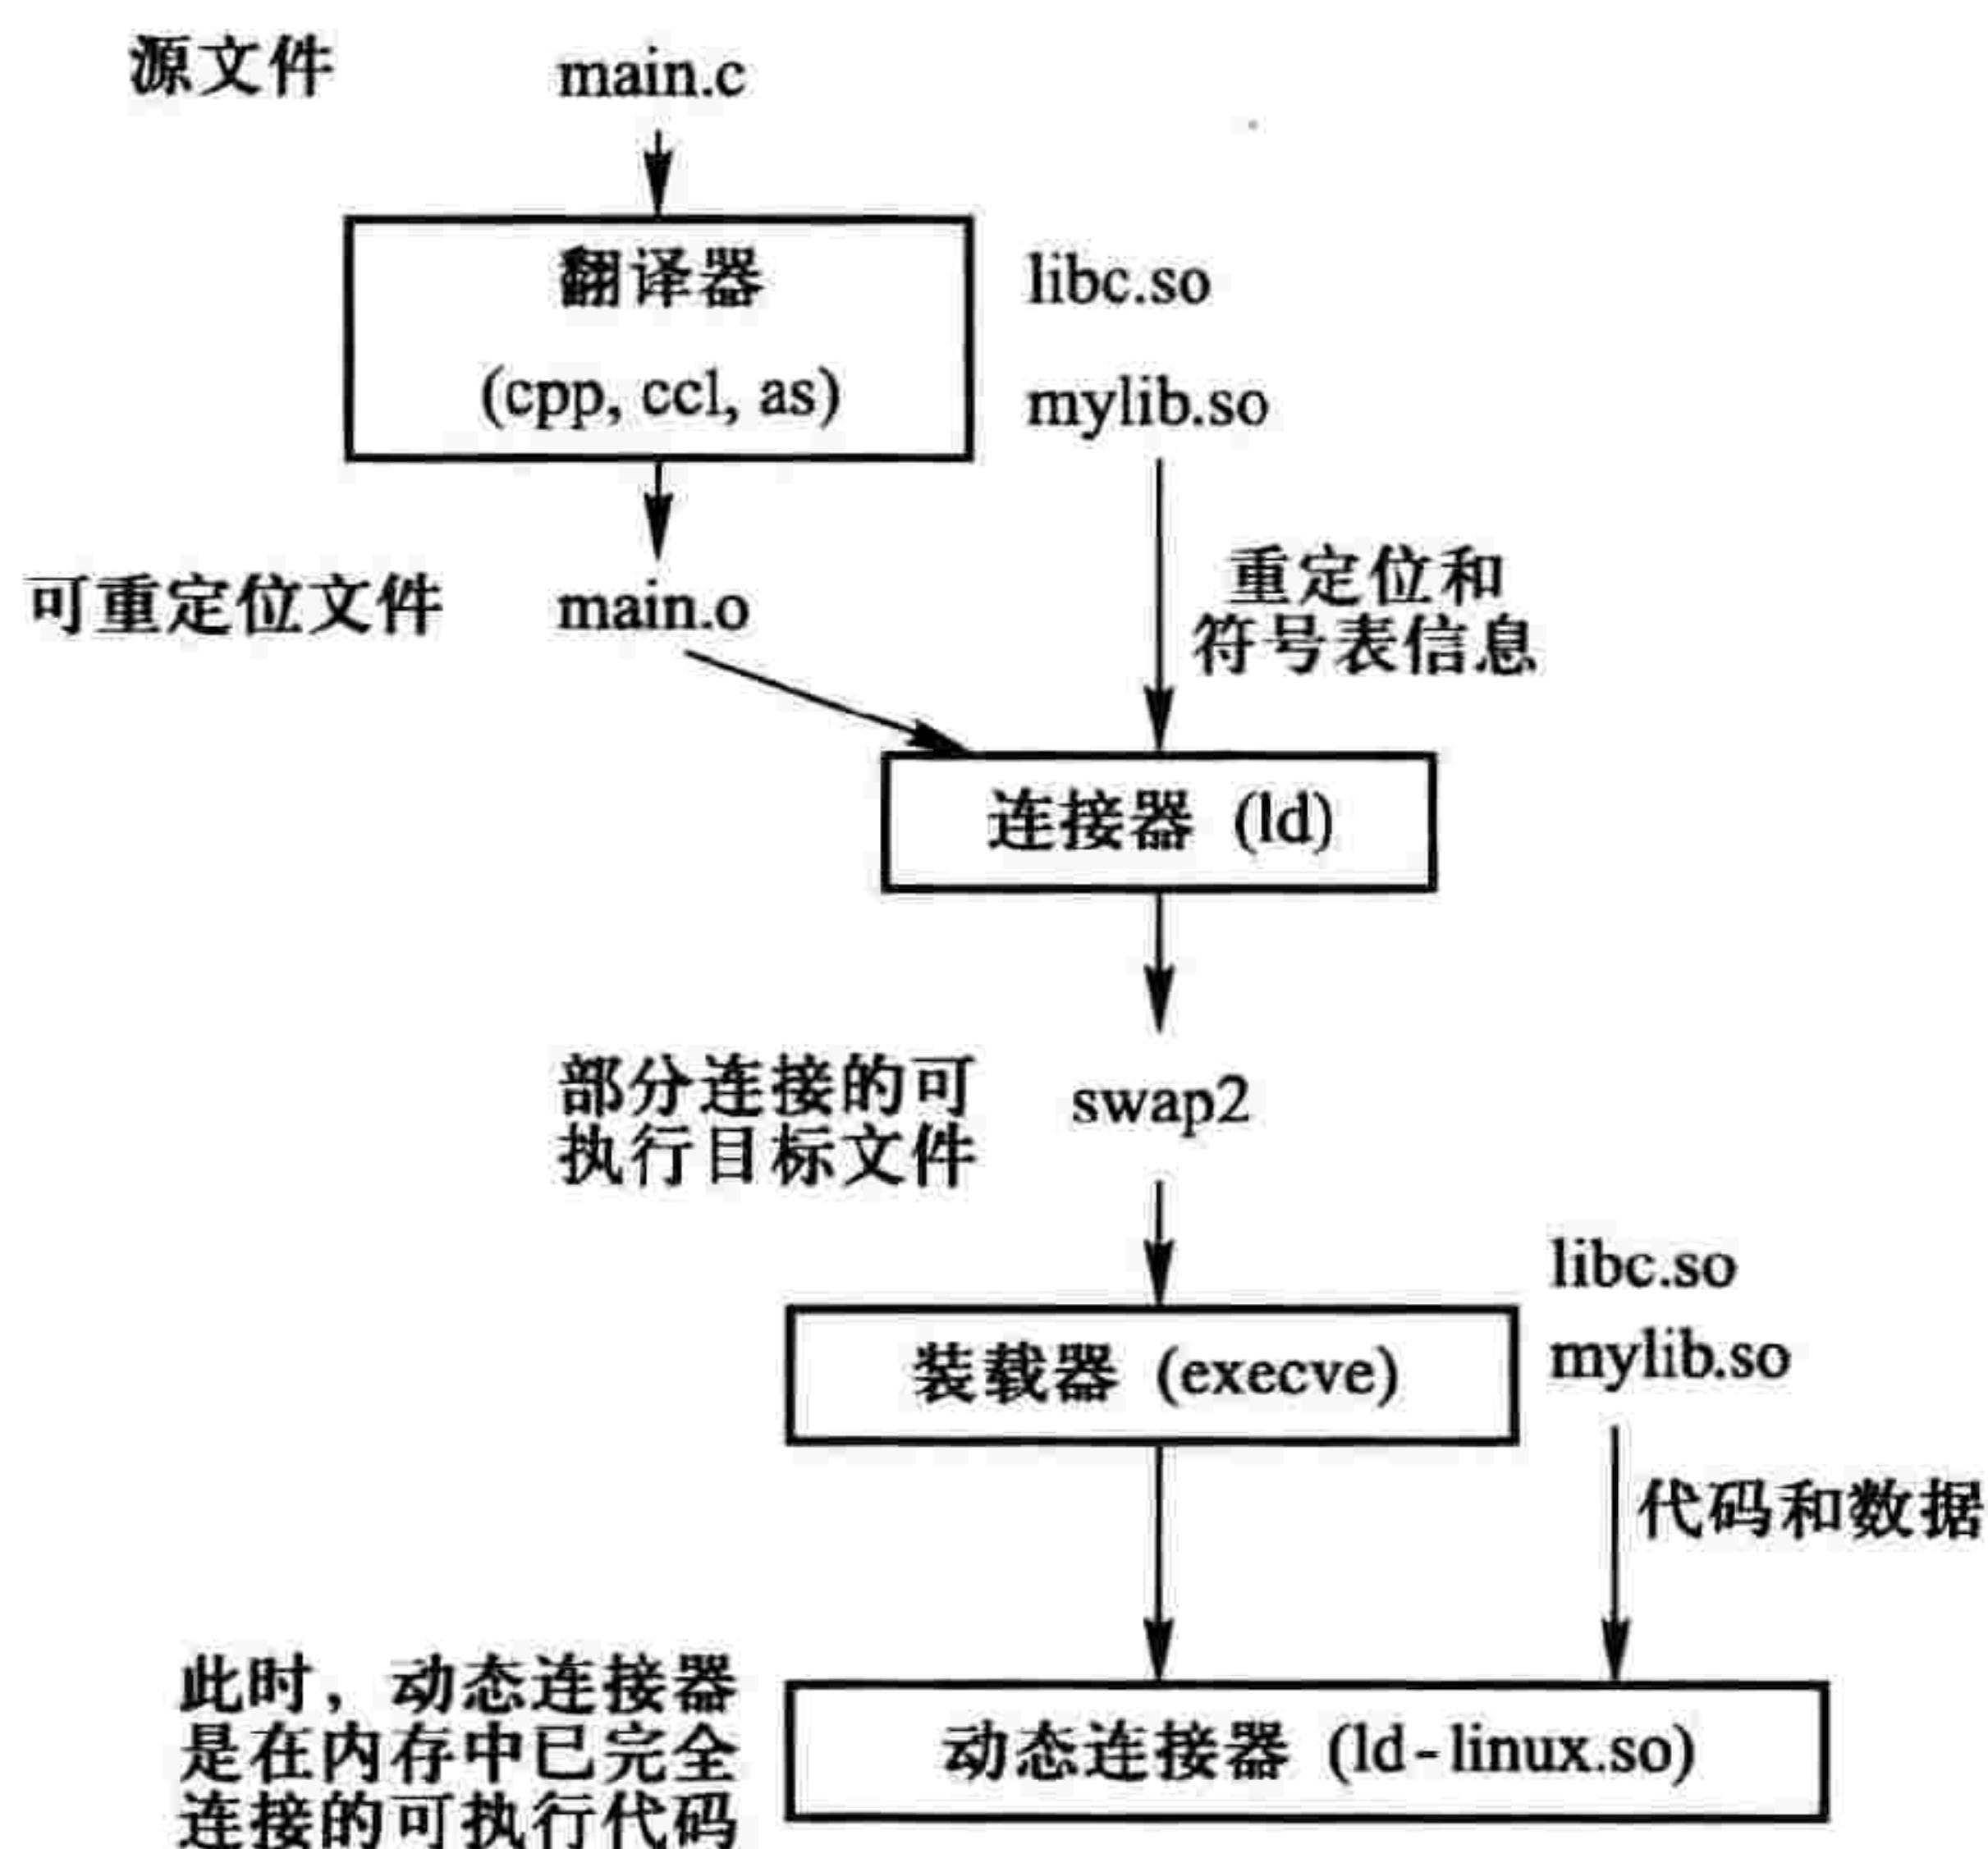 源文件 main.c
翻译器
(cpp, ccl, as)
libc.so
mylib.so
可重定位文件 main.o
重定位和
符号表信息
连接器 (ld)
部分连接的可
执行目标文件
swap2
装载器 (execve)
libc.so
mylib.so
代码和数据
此时，动态连接器
是在内存中已完全
连接的可执行代码
动态连接器 (ld-linux.so)